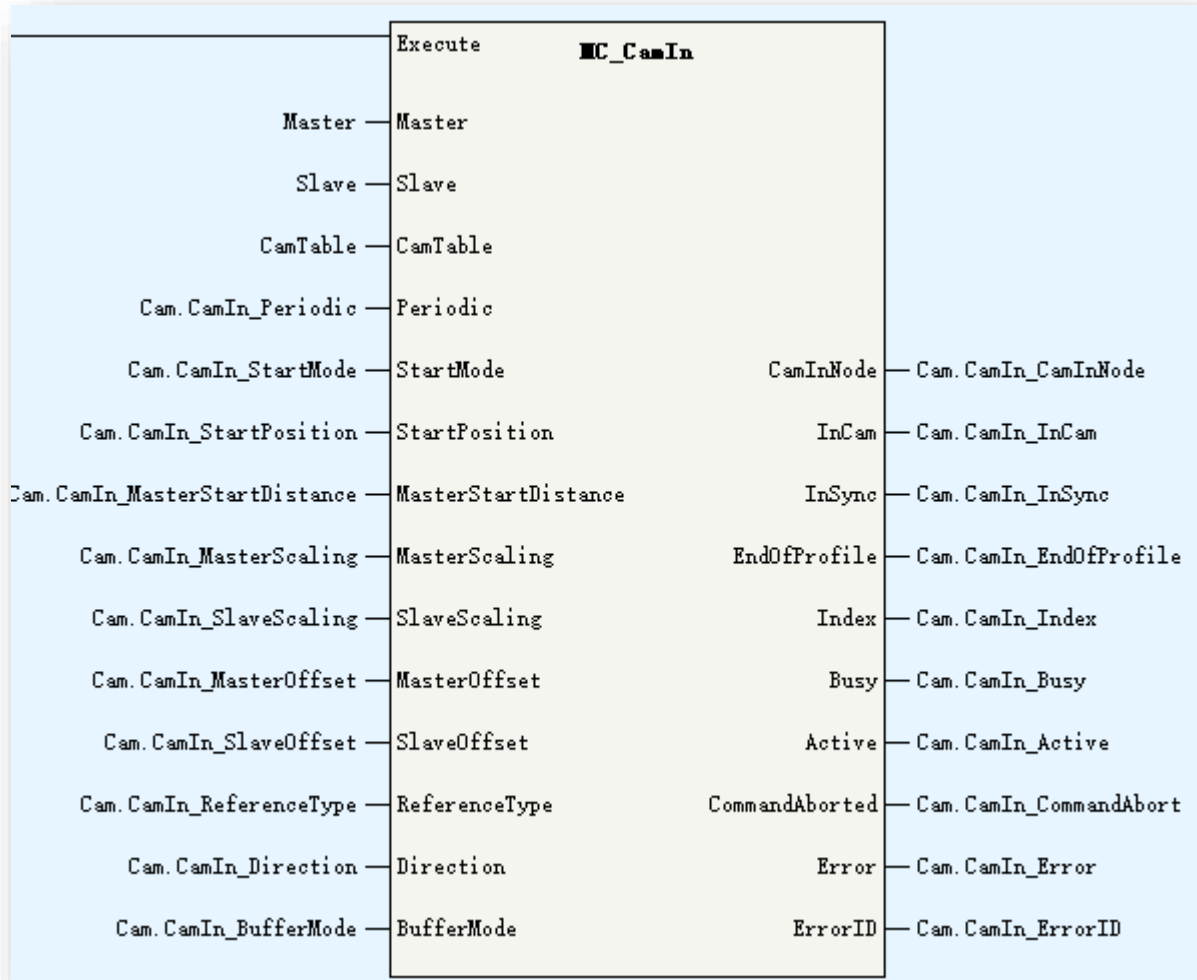 Execute MC_CamIn
Master Master
Slave Slave
CamTable CamTable
Cam.CamIn_Periodic Periodic
Cam.CamIn_StartMode StartMode CamInNode Cam.CamIn_CamInNode
Cam.CamIn_StartPosition StartPosition InCam Cam.CamIn_InCam
Cam.CamIn_MasterStartDistance MasterStartDistance InSync Cam.CamIn_InSync
Cam.CamIn_MasterScaling MasterScaling EndOfProfile Cam.CamIn_EndOfProfile
Cam.CamIn_SlaveScaling SlaveScaling Index Cam.CamIn_Index
Cam.CamIn_MasterOffset MasterOffset Busy Cam.CamIn_Busy
Cam.CamIn_SlaveOffset SlaveOffset Active Cam.CamIn_Active
Cam.CamIn_ReferenceType ReferenceType CommandAborted Cam.CamIn_CommandAbort
Cam.CamIn_Direction Direction Error Cam.CamIn_Error
Cam.CamIn_BufferMode BufferMode ErrorID Cam.CamIn_ErrorID